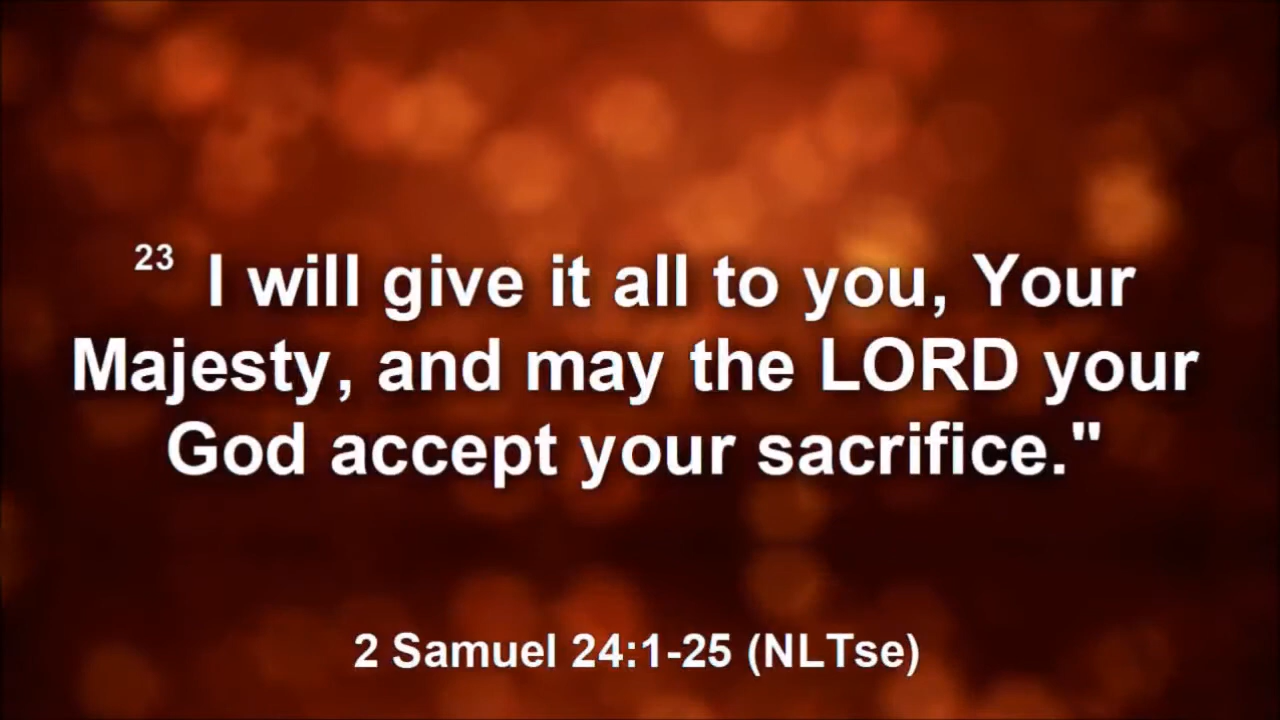 23 I will give it all to you, Your
Majesty, and may the LORD your
God accept your sacrifice."
2 Samuel 24:1-25 (NLTse)